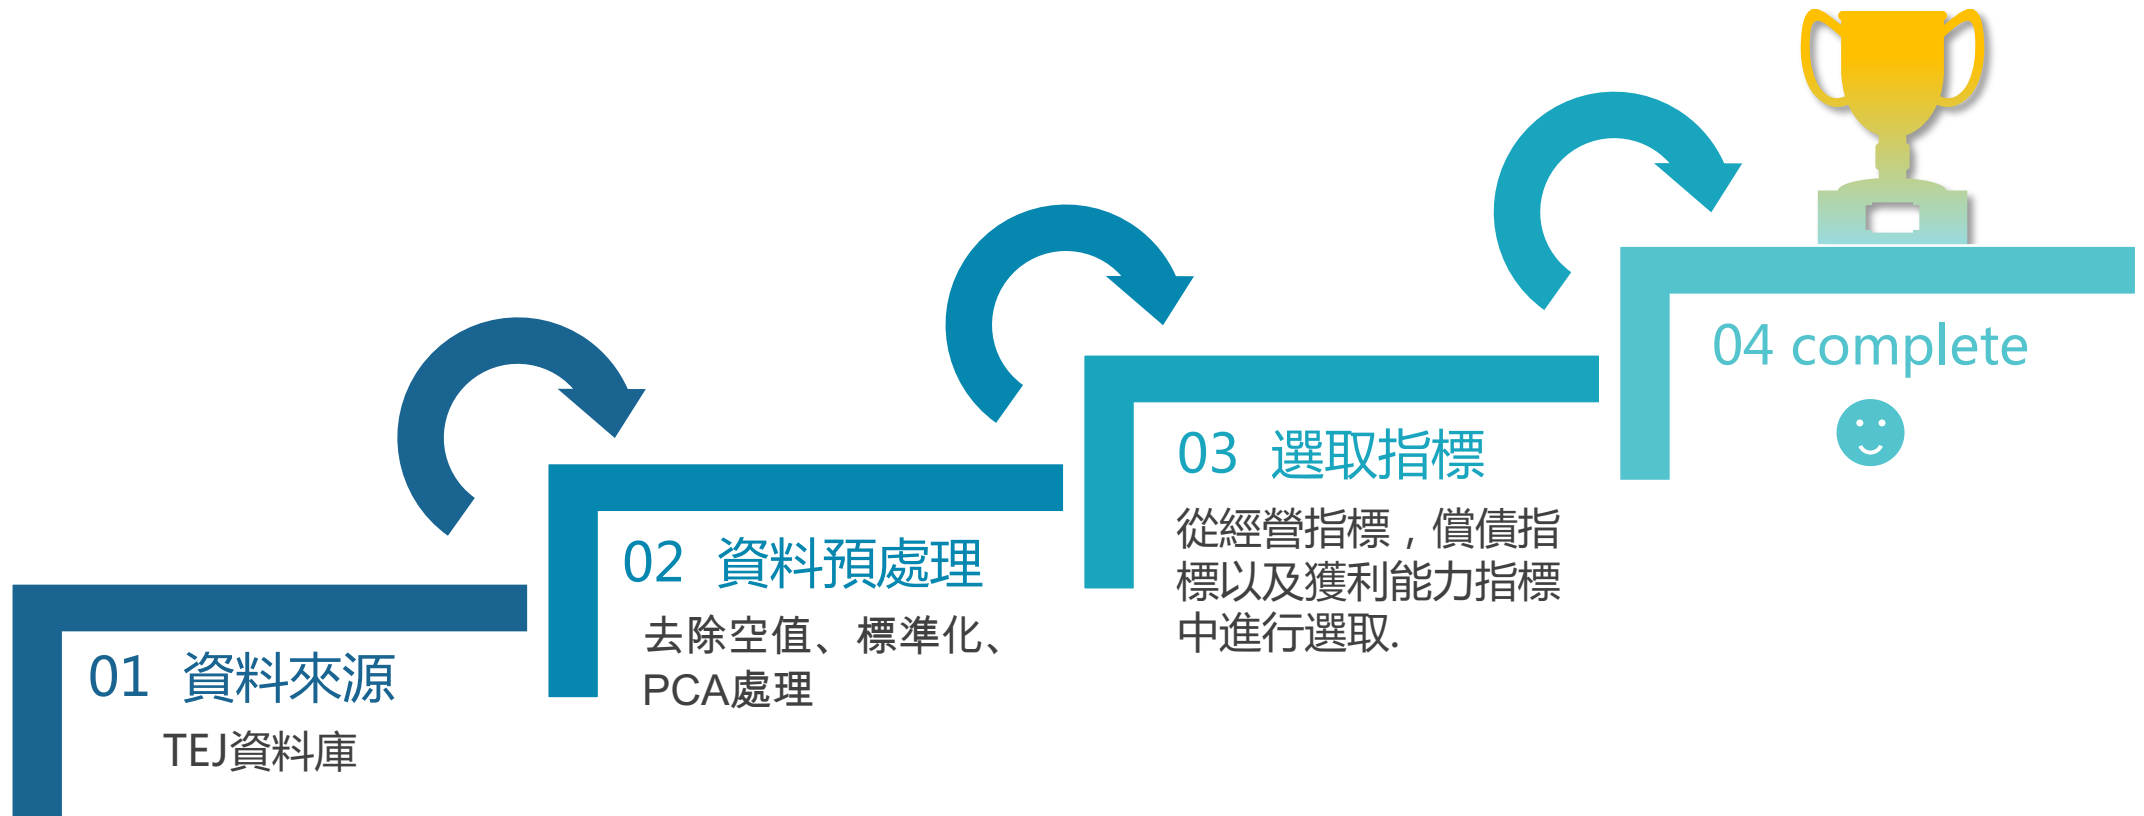 01 資料來源
TEJ資料庫
02 資料預處理
去除空值、標準化、
PCA處理
03 選取指標
從經營指標，償債指
標以及獲利能力指標
中進行選取.
04 complete